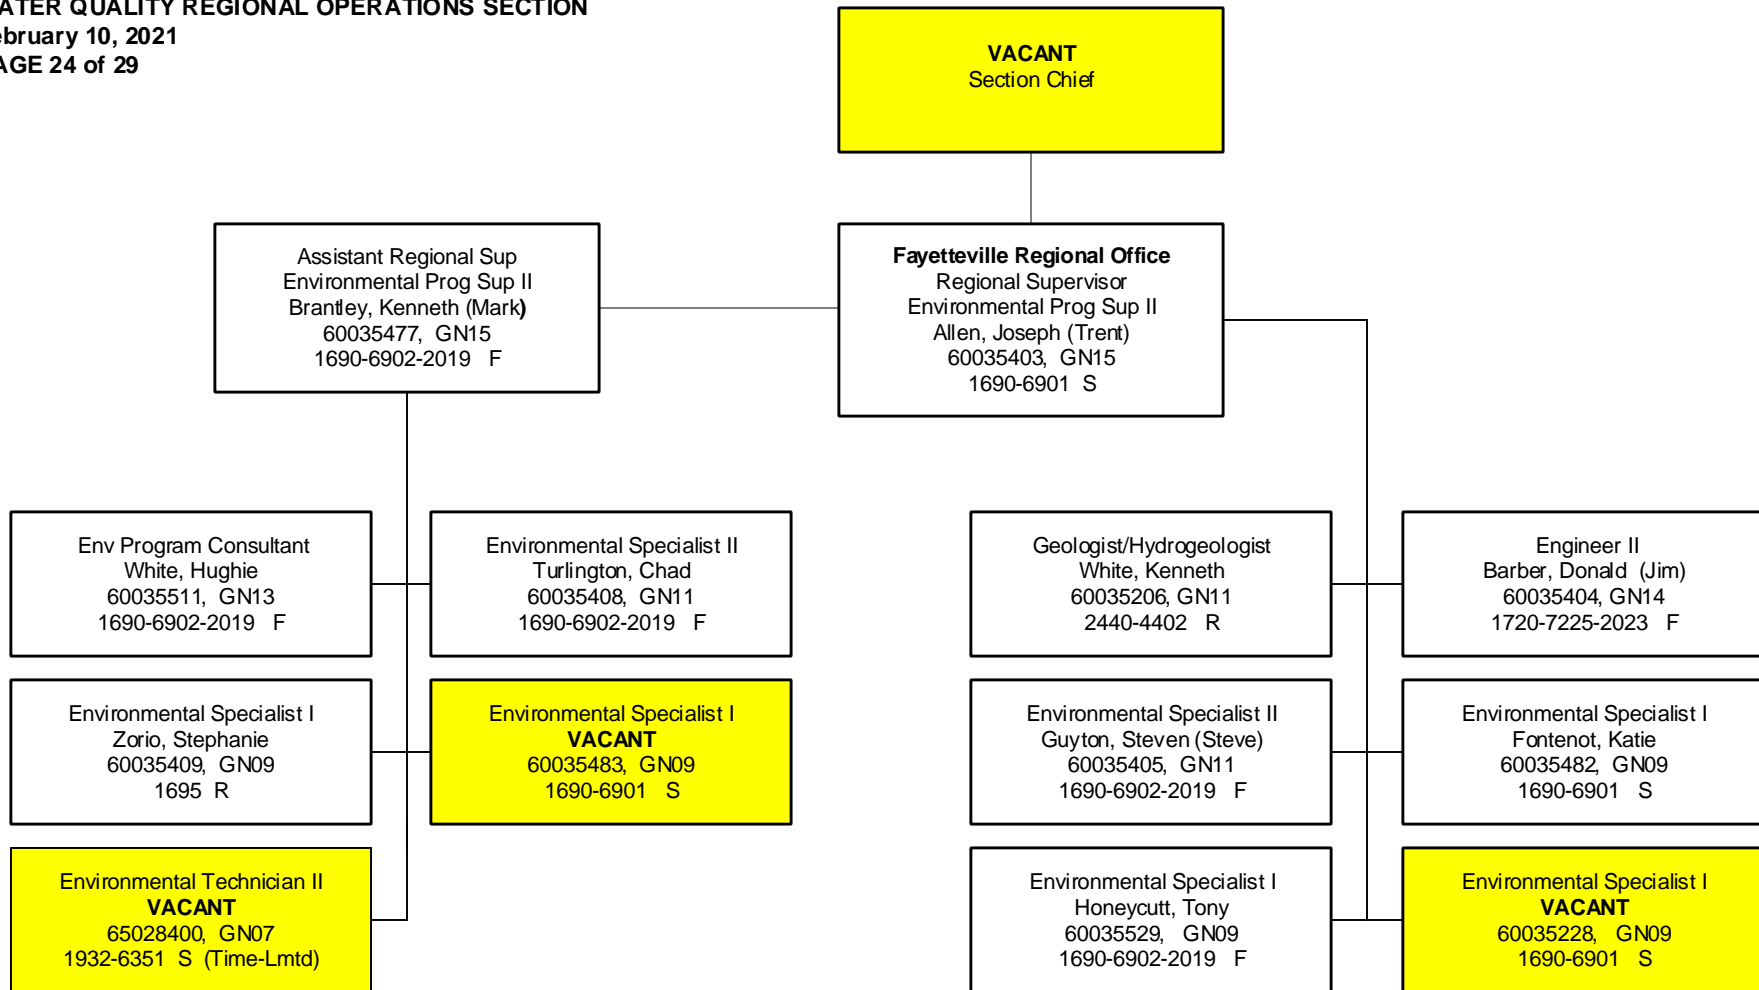 ATER QUALITY REGIONAL OPERATIONS SECTION
ebruary 10, 2021
AGE 24 of 29
VACANT
Section Chief
Assistant Regional Sup
Environmental Prog Sup II
Brantley, Kenneth (Mark)
60035477, GN15
1690-6902-2019 F
Fayetteville Regional Office
Regional Supervisor
Environmental Prog Sup II
Allen, Joseph (Trent)
60035403, GN15
1690-6901 S
Env Program Consultant
White, Hughie
60035511, GN13
1690-6902-2019 F
Environmental Specialist II
Turlington, Chad
60035408, GN11
1690-6902-2019 F
Geologist/Hydrogeologist
White, Kenneth
60035206, GN11
2440-4402 R
Engineer II
Barber, Donald (Jim)
60035404, GN14
1720-7225-2023 F
Environmental Specialist I
Zorio, Stephanie
60035409, GN09
1695 R
Environmental Specialist I
VACANT
60035483, GN09
1690-6901 S
Environmental Specialist II
Guyton, Steven (Steve)
60035405, GN11
1690-6902-2019 F
Environmental Specialist I
Fontenot, Katie
60035482, GN09
1690-6901 S
Environmental Technician II
VACANT
65028400, GN07
1932-6351 S (Time-Lmtd)
Environmental Specialist I
Honeycutt, Tony
60035529, GN09
1690-6902-2019 F
Environmental Specialist I
VACANT
60035228, GN09
1690-6901 S